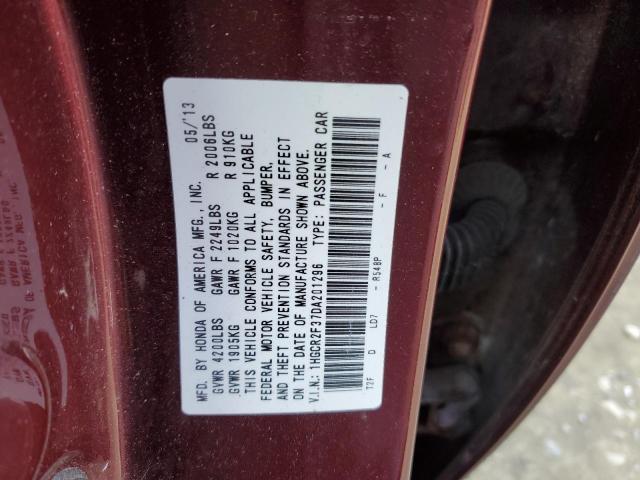 MFD. BY HONDA OF AMERICA MFG., INC. 05/'13
GVWR 4200LBS GAWR F 2249LBS R 2006LBS
GVWR 1905KG GAWR F 1020KG R 910KG
THIS VEHICLE CONFORMS TO ALL APPLICABLE
FEDERAL MOTOR VEHICLE SAFETY, BUMPER,
AND THEFT PREVENTION STANDARDS IN EFFECT
ON THE DATE OF MANUFACTURE SHOWN ABOVE.
V.I.N.: 1HGCR2F37DA201296 TYPE: PASSENGER CAR
T2F D LD7 - R548P - F - A